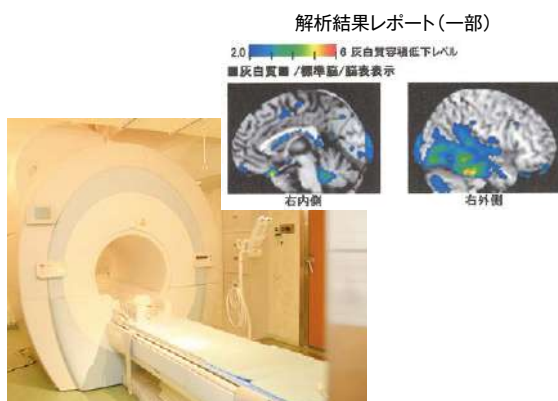 解析結果レポート(一部)
2.0 6 灰白質容積低下レベル
■灰白質■ /標準脳/脳表表示
右内側
右外側